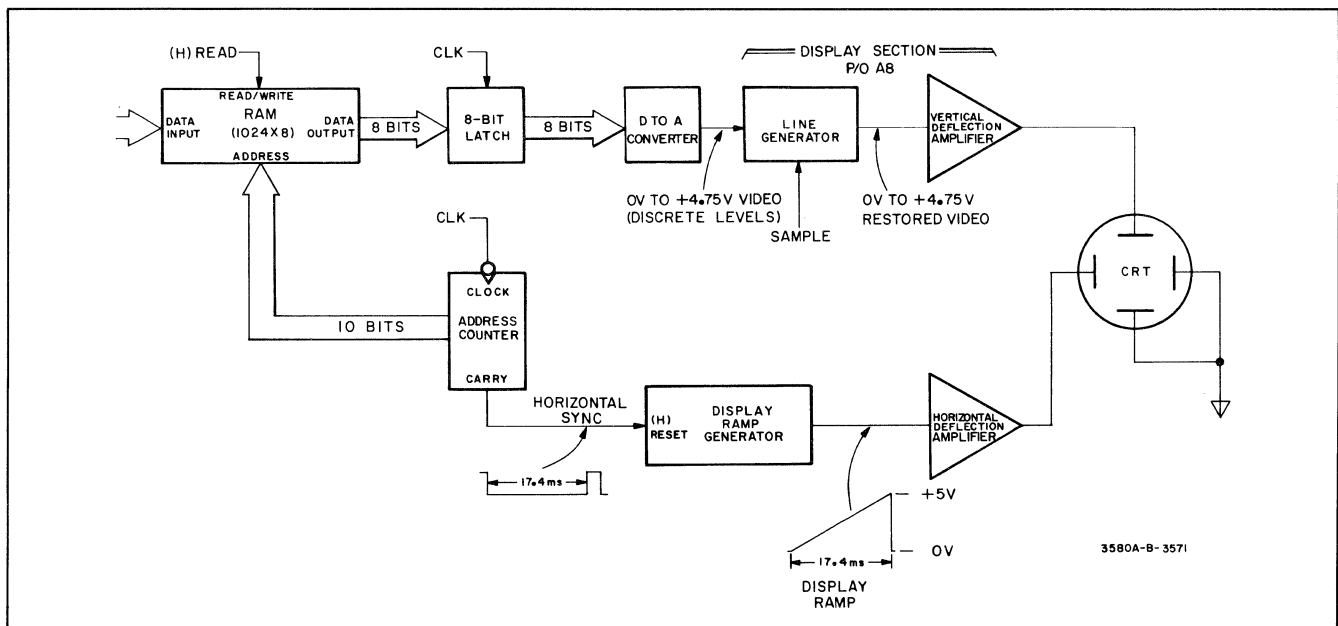 (H) READ
CLK
DISPLAY SECTION
P/O A8
READ/WRITE
RAM
(1024X8)
DATA
INPUT
DATA
OUTPUT
ADDRESS
8 BITS
8-BIT
LATCH
8 BITS
D TO A
CONVERTER
LINE
GENERATOR
VERTICAL
DEFLECTION
AMPLIFIER
0V TO +4.75V VIDEO
(DISCRETE LEVELS)
SAMPLE
0V TO +4.75V
RESTORED VIDEO
CLK
CLOCK
ADDRESS
COUNTER
CARRY
10 BITS
CRT
HORIZONTAL
SYNC
(H)
RESET
DISPLAY
RAMP
GENERATOR
HORIZONTAL
DEFLECTION
AMPLIFIER
17.4ms
+5V
0V
17.4ms
DISPLAY
RAMP
3580A-B-3571